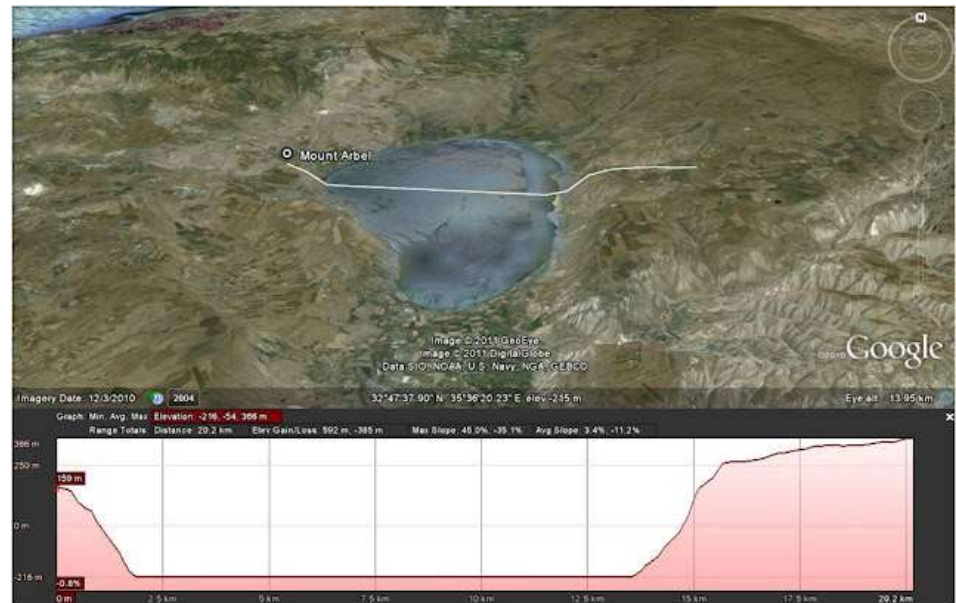 N
Mount Arbel
Image © 2011 GeoEye
Image © 2011 DigitalGlobe
Data SIO, NOAA, U.S. Navy, NGA, GEBCO
Google
Imagery Date: 12/3/2010 2004 32°47'37.90" N 35°36'20.23" E elev -215 m Eye alt 13.95 km
Graph: Min, Avg, Max Elevation: -216, -54, 366 m
Range Totals: Distance: 20.2 km Elev Gain/Loss: 592 m, -385 m Max Slope: 45.0%, -35.1% Avg Slope: 3.4%, -11.2%
366 m
250 m
159 m
0 m
-216 m
-0.8%
0 m 2.5 km 5 km 7.5 km 10 km 12.5 km 15 km 17.5 km 20.2 km